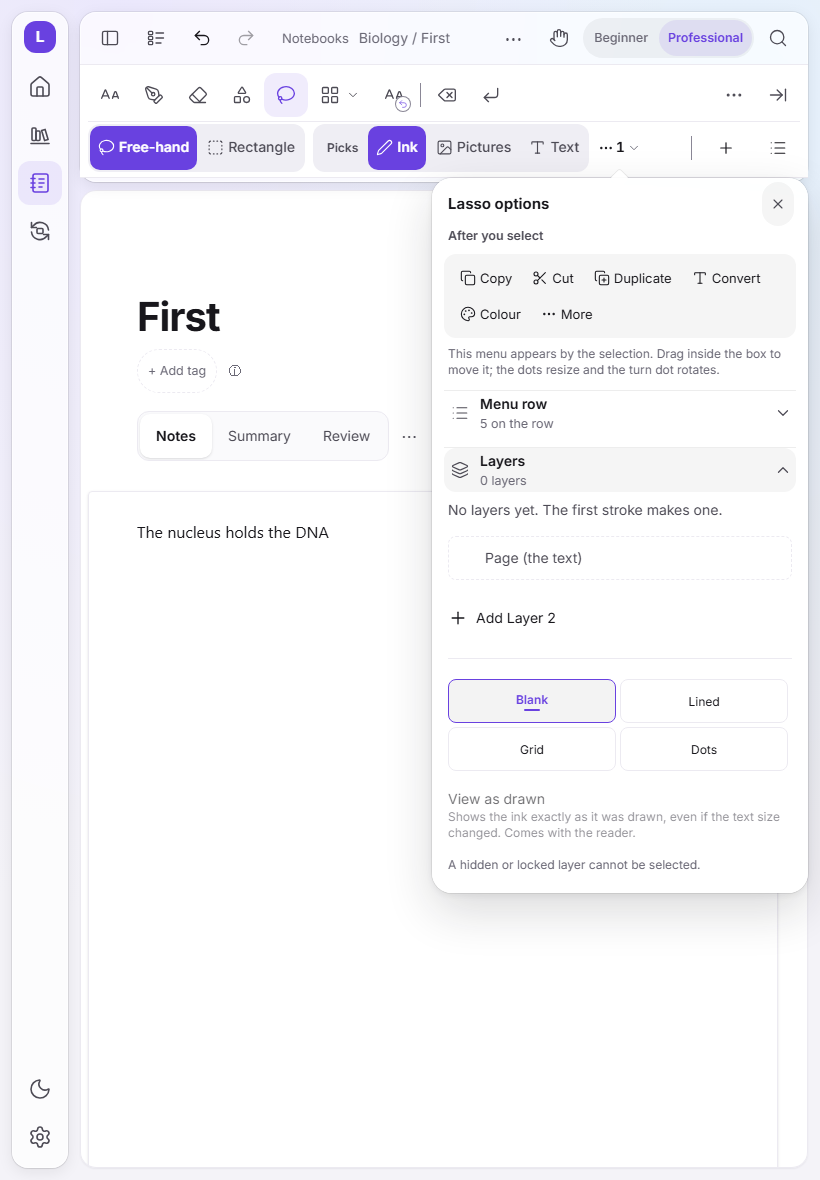 L
Notebooks Biology / First
Beginner Professional
AA AA
Free-hand Rectangle Picks Ink Pictures Text ··· 1
Lasso options
After you select
Copy Cut Duplicate Convert
Colour ··· More
This menu appears by the selection. Drag inside the box to
move it; the dots resize and the turn dot rotates.
Menu row
5 on the row
Layers
0 layers
No layers yet. The first stroke makes one.
Page (the text)
+ Add Layer 2
Blank Lined
Grid Dots
View as drawn
Shows the ink exactly as it was drawn, even if the text size
changed. Comes with the reader.
A hidden or locked layer cannot be selected.
First
+ Add tag
Notes Summary Review ···
The nucleus holds the DNA